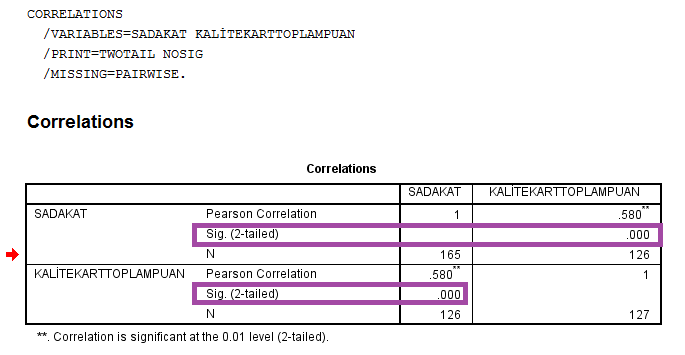 CORRELATIONS
/VARIABLES=SADAKAT KALİTEKARTTOPLAMPUAN
/PRINT=TWOTAIL NOSIG
/MISSING=PAIRWISE.
Correlations
Correlations
SADAKAT KALİTEKARTTOPLAMPUAN
SADAKAT Pearson Correlation 1 .580**
Sig. (2-tailed) .000
N 165 126
KALİTEKARTTOPLAMPUAN Pearson Correlation .580** 1
Sig. (2-tailed) .000
N 126 127
**. Correlation is significant at the 0.01 level (2-tailed).